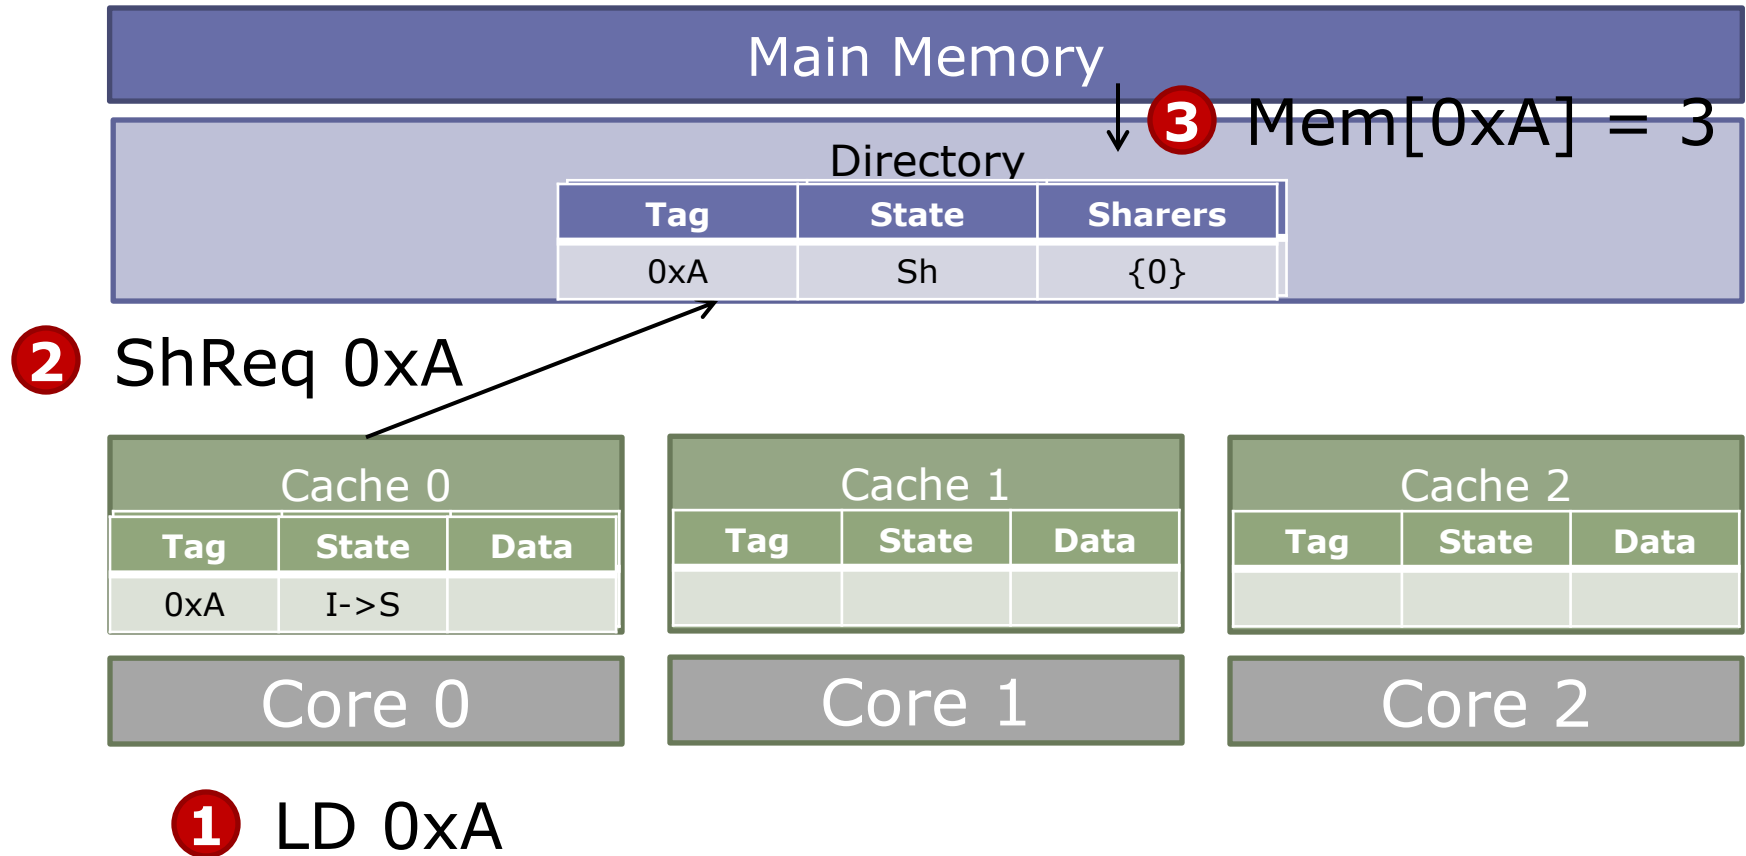 Main Memory
3 Mem[0xA] = 3
Directory
Tag State Sharers
0xA Sh {0}
2 ShReq 0xA
Cache 0 Cache 1 Cache 2
Tag State Data Tag State Data Tag State Data
0xA I->S
Core 0 Core 1 Core 2
1 LD 0xA